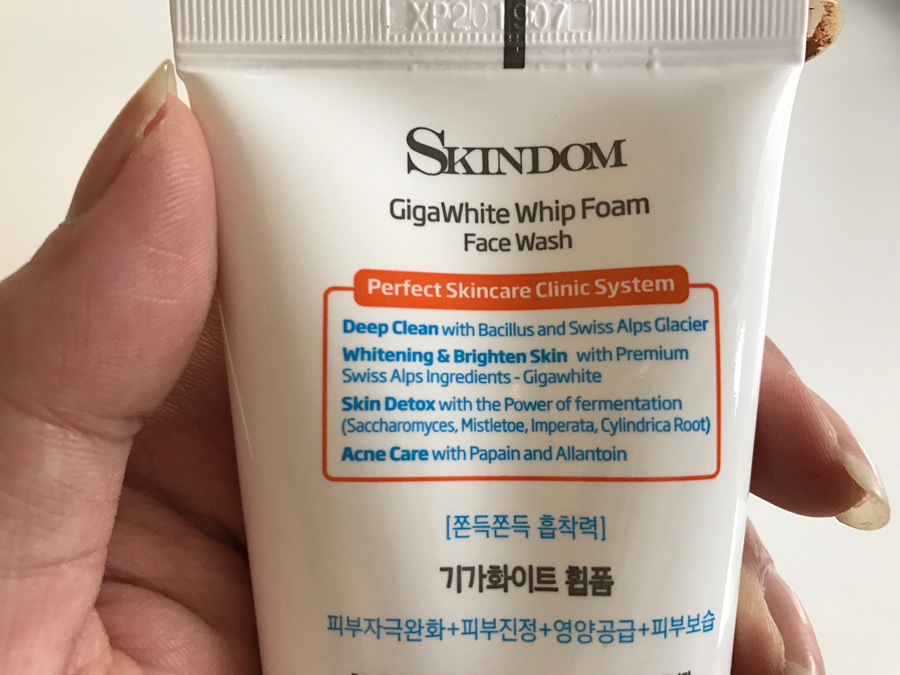 XP201907
SKINDOM
GigaWhite Whip Foam
Face Wash
Perfect Skincare Clinic System
Deep Clean with Bacillus and Swiss Alps Glacier
Whitening & Brighten Skin with Premium
Swiss Alps Ingredients - Gigawhite
Skin Detox with the Power of fermentation
(Saccharomyces, Mistletoe, Imperata, Cylindrica Root)
Acne Care with Papain and Allantoin
[쫀득쫀득 흡착력]
기가화이트 휩폼
피부자극완화+피부진정+영양공급+피부보습